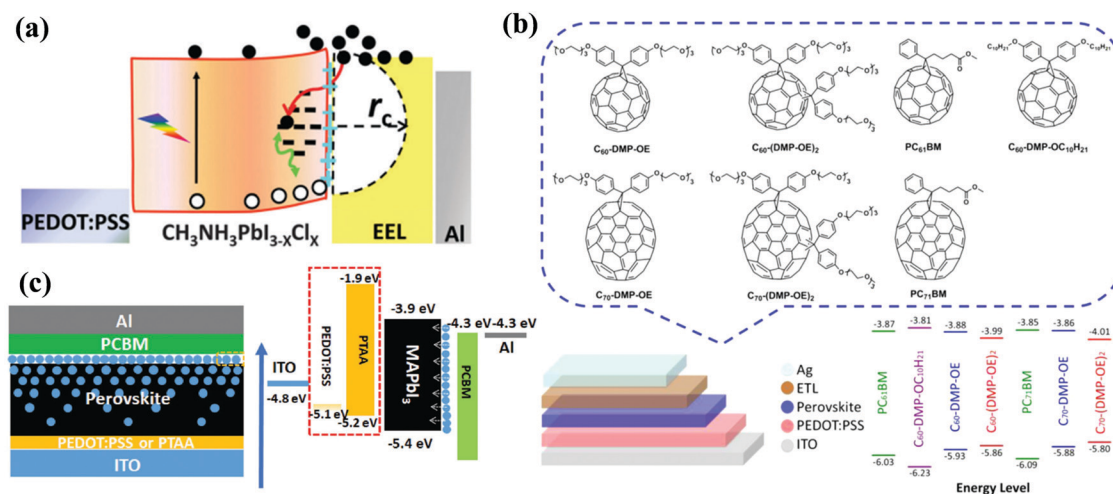 (a)
r_c
PEDOT:PSS
CH₃NH₃PbI₃₋ₓClₓ
EEL
Al
(b)
C₆₀-DMP-OE
C₆₀-(DMP-OE)₂
PC₆₁BM
C₁₀H₂₁O
OC₁₀H₂₁
C₆₀-DMP-OC₁₀H₂₁
C₇₀-DMP-OE
C₇₀-(DMP-OE)₂
PC₇₁BM
Ag
ETL
Perovskite
PEDOT:PSS
ITO
-3.87
-3.81
-3.88
-3.99
-3.85
-3.86
-4.01
PC₆₁BM
C₆₀-DMP-OC₁₀H₂₁
C₆₀-DMP-OE
C₆₀-(DMP-OE)₂
PC₇₁BM
C₇₀-DMP-OE
C₇₀-(DMP-OE)₂
-6.03
-6.23
-5.93
-5.86
-6.09
-5.88
-5.80
Energy Level
(c)
Al
PCBM
Perovskite
PEDOT:PSS or PTAA
ITO
ITO
-4.8 eV
PEDOT:PSS
-5.1 eV
-1.9 eV
PTAA
-5.2 eV
-3.9 eV
MAPbI₃
-5.4 eV
-4.3 eV
PCBM
-4.3 eV
Al